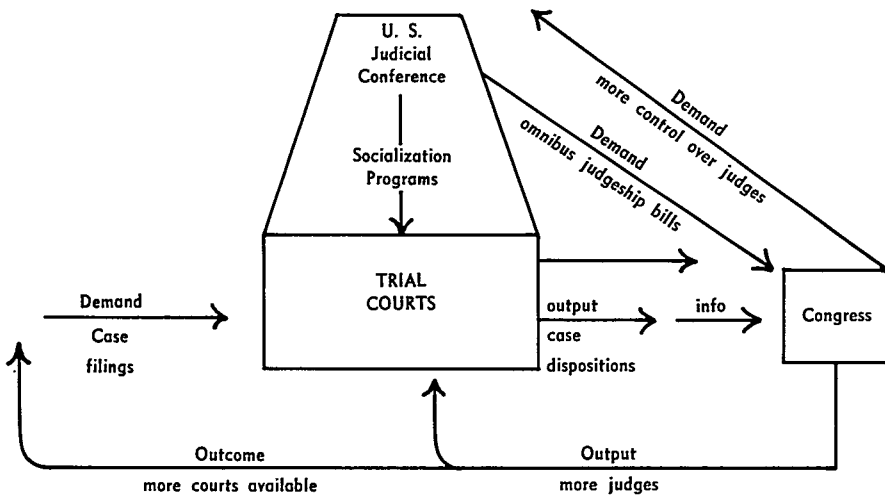 U. S.
Judicial
Conference
Socialization
Programs
TRIAL
COURTS
Demand
Case
filings
Demand
omnibus judgeship bills
Demand
more control over judges
output
case
dispositions
info
Congress
Outcome
more courts available
Output
more judges